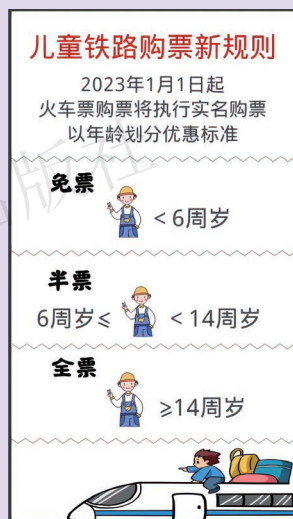 儿童铁路购票新规则
2023年1月1日起
火车票购票将执行实名购票
以年龄划分优惠标准
免票
<6周岁
半票
6周岁≤ <14周岁
全票
≥14周岁
版社